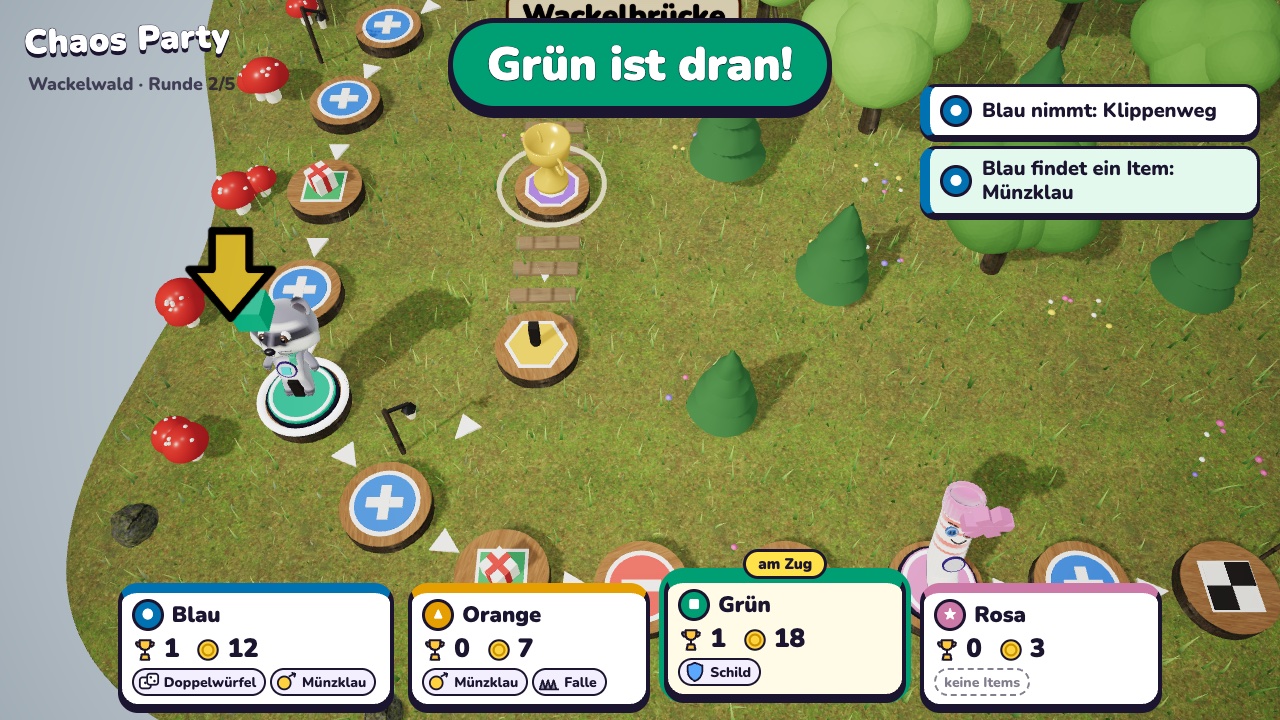 Chaos Party
Wackelwald · Runde 2/5
Wackelbrücke
Grün ist dran!
Blau nimmt: Klippenweg
Blau findet ein Item:
Münzklau
am Zug
Blau
1 12
Doppelwürfel Münzklau
Orange
0 7
Münzklau Falle
Grün
1 18
Schild
Rosa
0 3
keine Items